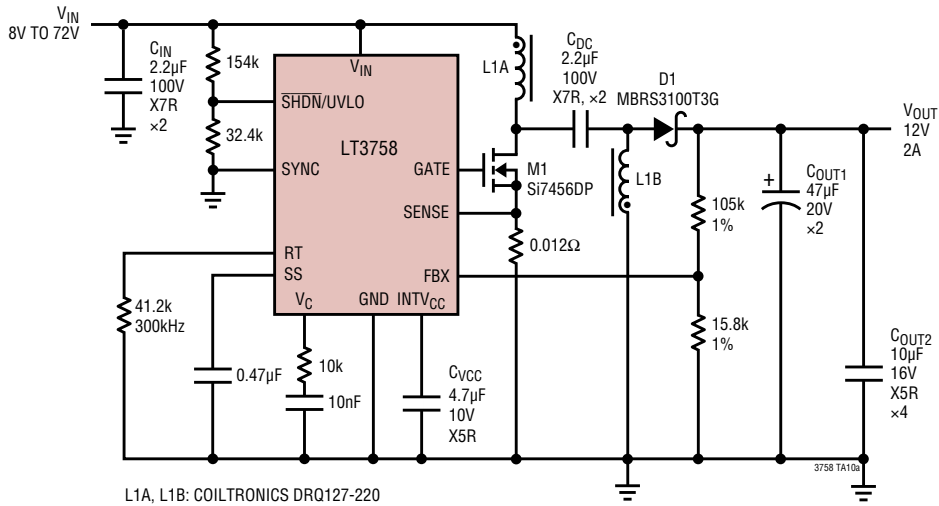 VIN
8V TO 72V
CIN
2.2µF
100V
X7R
×2
154k
32.4k
VIN
SHDN/UVLO
LT3758
SYNC
GATE
SENSE
RT
SS
FBX
VC
GND
INTVCC
L1A
CDC
2.2µF
100V
X7R, ×2
D1
MBRS3100T3G
VOUT
12V
2A
M1
Si7456DP
L1B
0.012Ω
105k
1%
+
COUT1
47µF
20V
×2
15.8k
1%
COUT2
10µF
16V
X5R
×4
41.2k
300kHz
0.47µF
10k
10nF
CVCC
4.7µF
10V
X5R
3758 TA10a
L1A, L1B: COILTRONICS DRQ127-220